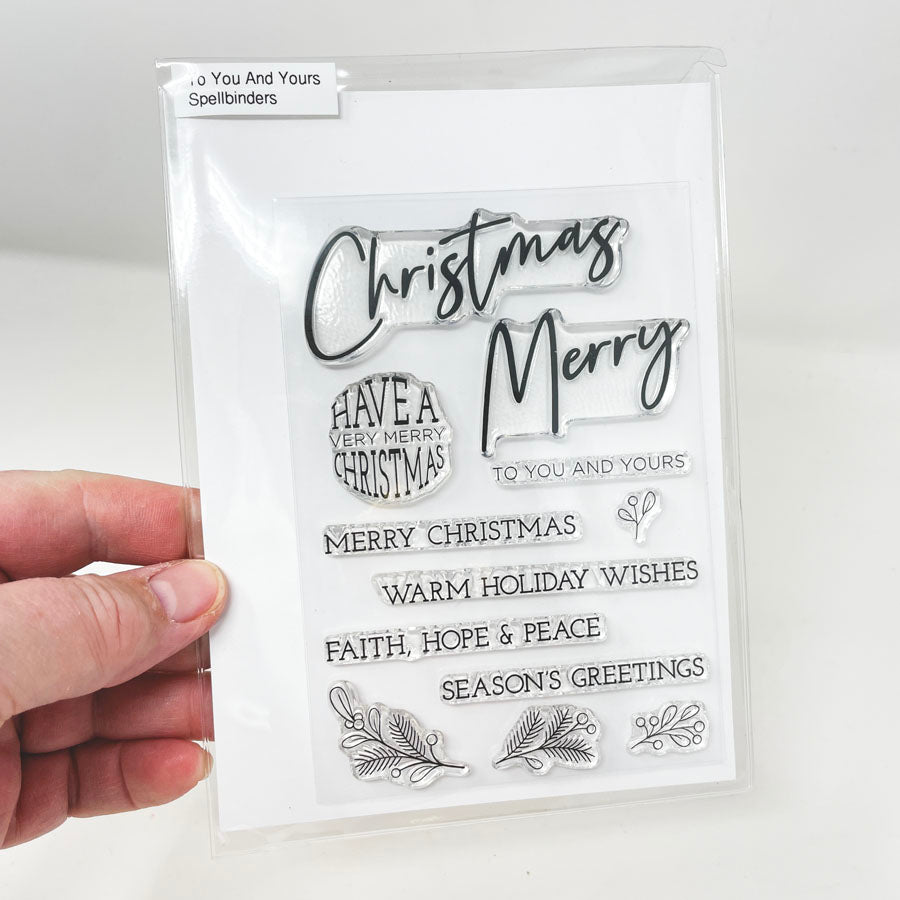 To You And Yours
Spellbinders
Christmas
Merry
HAVE A
VERY MERRY
CHRISTMAS
TO YOU AND YOURS
MERRY CHRISTMAS
WARM HOLIDAY WISHES
FAITH, HOPE & PEACE
SEASON'S GREETINGS